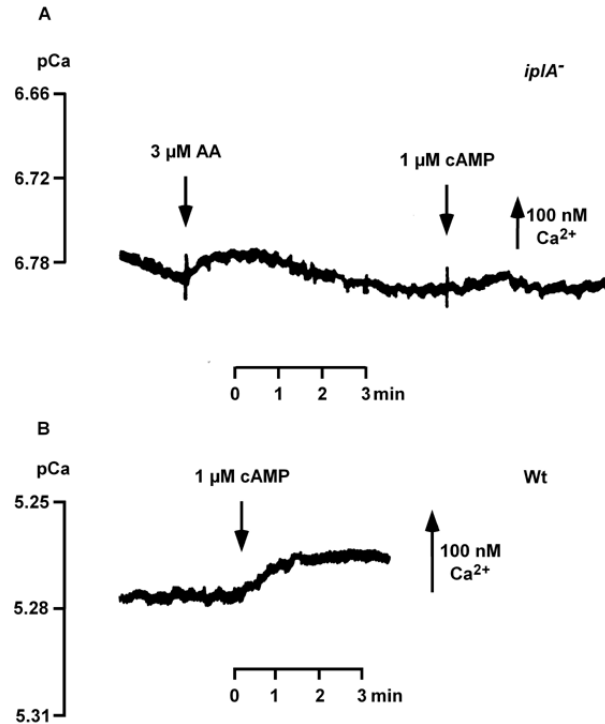 A
pCa
iplA-
6.66
3 µM AA
1 µM cAMP
6.72
100 nM
Ca2+
6.78
0 1 2 3 min
B
pCa
1 µM cAMP
Wt
5.25
100 nM
Ca2+
5.28
0 1 2 3 min
5.31